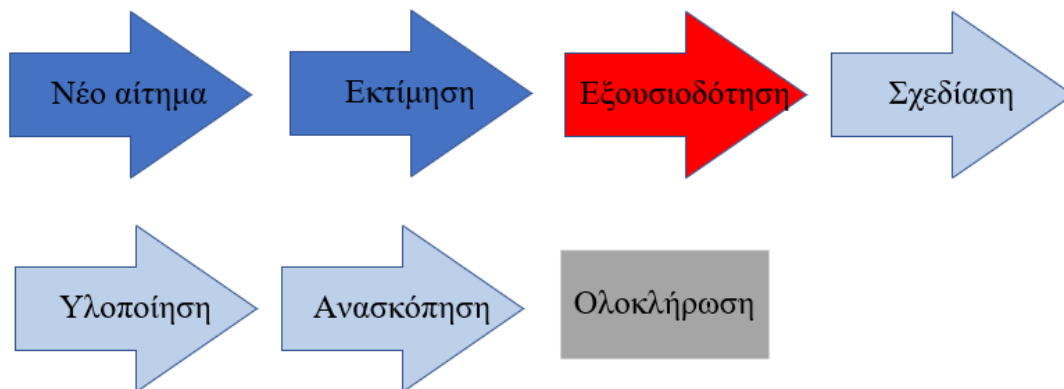 Νέο αίτημα
Εκτίμηση
Εξουσιοδότηση
Σχεδίαση
Υλοποίηση
Ανασκόπηση
Ολοκλήρωση